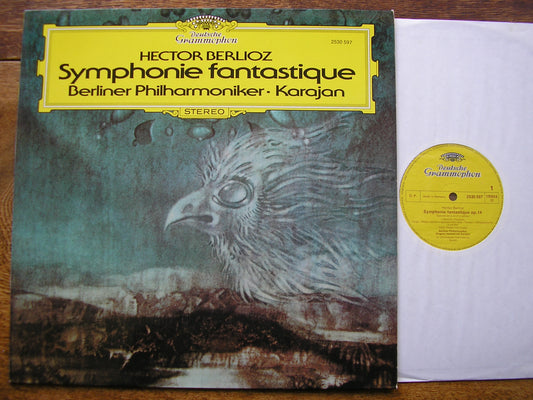 Deutsche
Grammophon
2530 597
HECTOR BERLIOZ
Symphonie fantastique
Berliner Philharmoniker · Karajan
STEREO
Deutsche
Grammophon
1
2530 597
Symphonie fantastique op. 14